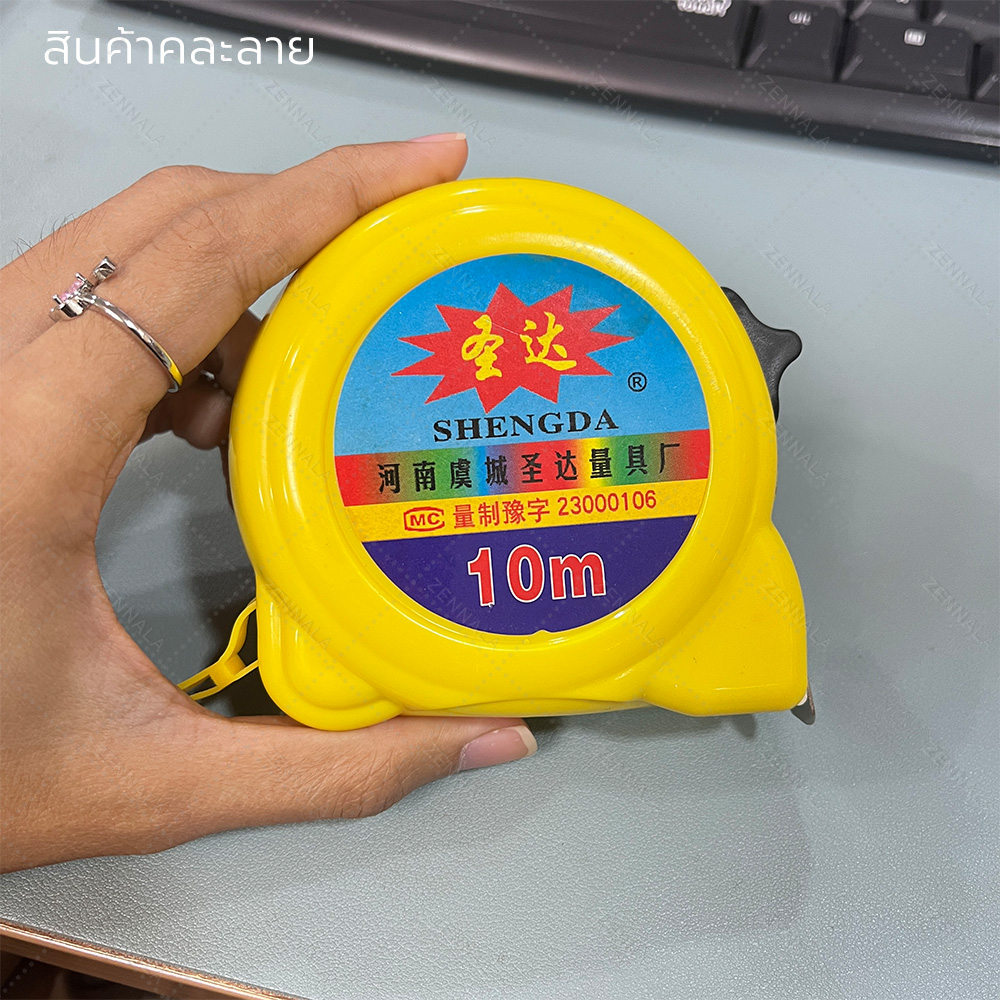 สินค้าคละลาย
圣达
®
SHENGDA
河南虞城圣达量具厂
MC 量制豫字 23000106
10m
ZENNALA